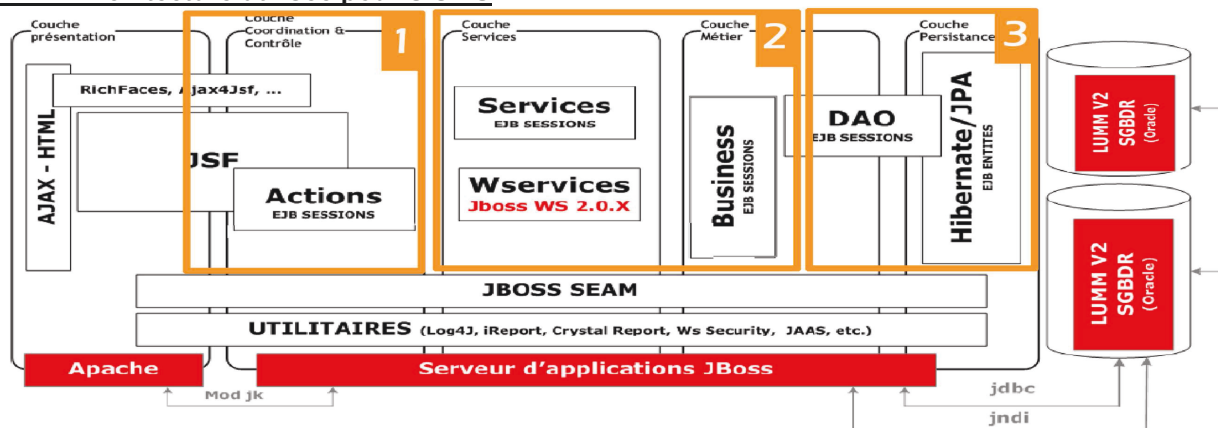 Couche
présentation
Couche
Coordination &
Contrôle
1
Couche
Services
Couche
Métier
2
Couche
Persistance
3
RichFaces, Ajax4Jsf, ...
AJAX - HTML
JSF
Actions
EJB SESSIONS
Services
EJB SESSIONS
Wservices
Jboss WS 2.0.X
Business
EJB SESSIONS
DAO
EJB SESSIONS
Hibernate/JPA
EJB ENTITES
LUMM V2
SGBDR
(Oracle)
LUMM V2
SGBDR
(Oracle)
JBOSS SEAM
UTILITAIRES (Log4J, iReport, Crystal Report, Ws Security, JAAS, etc.)
Apache
Serveur d'applications JBoss
Mod jk
jdbc
jndi